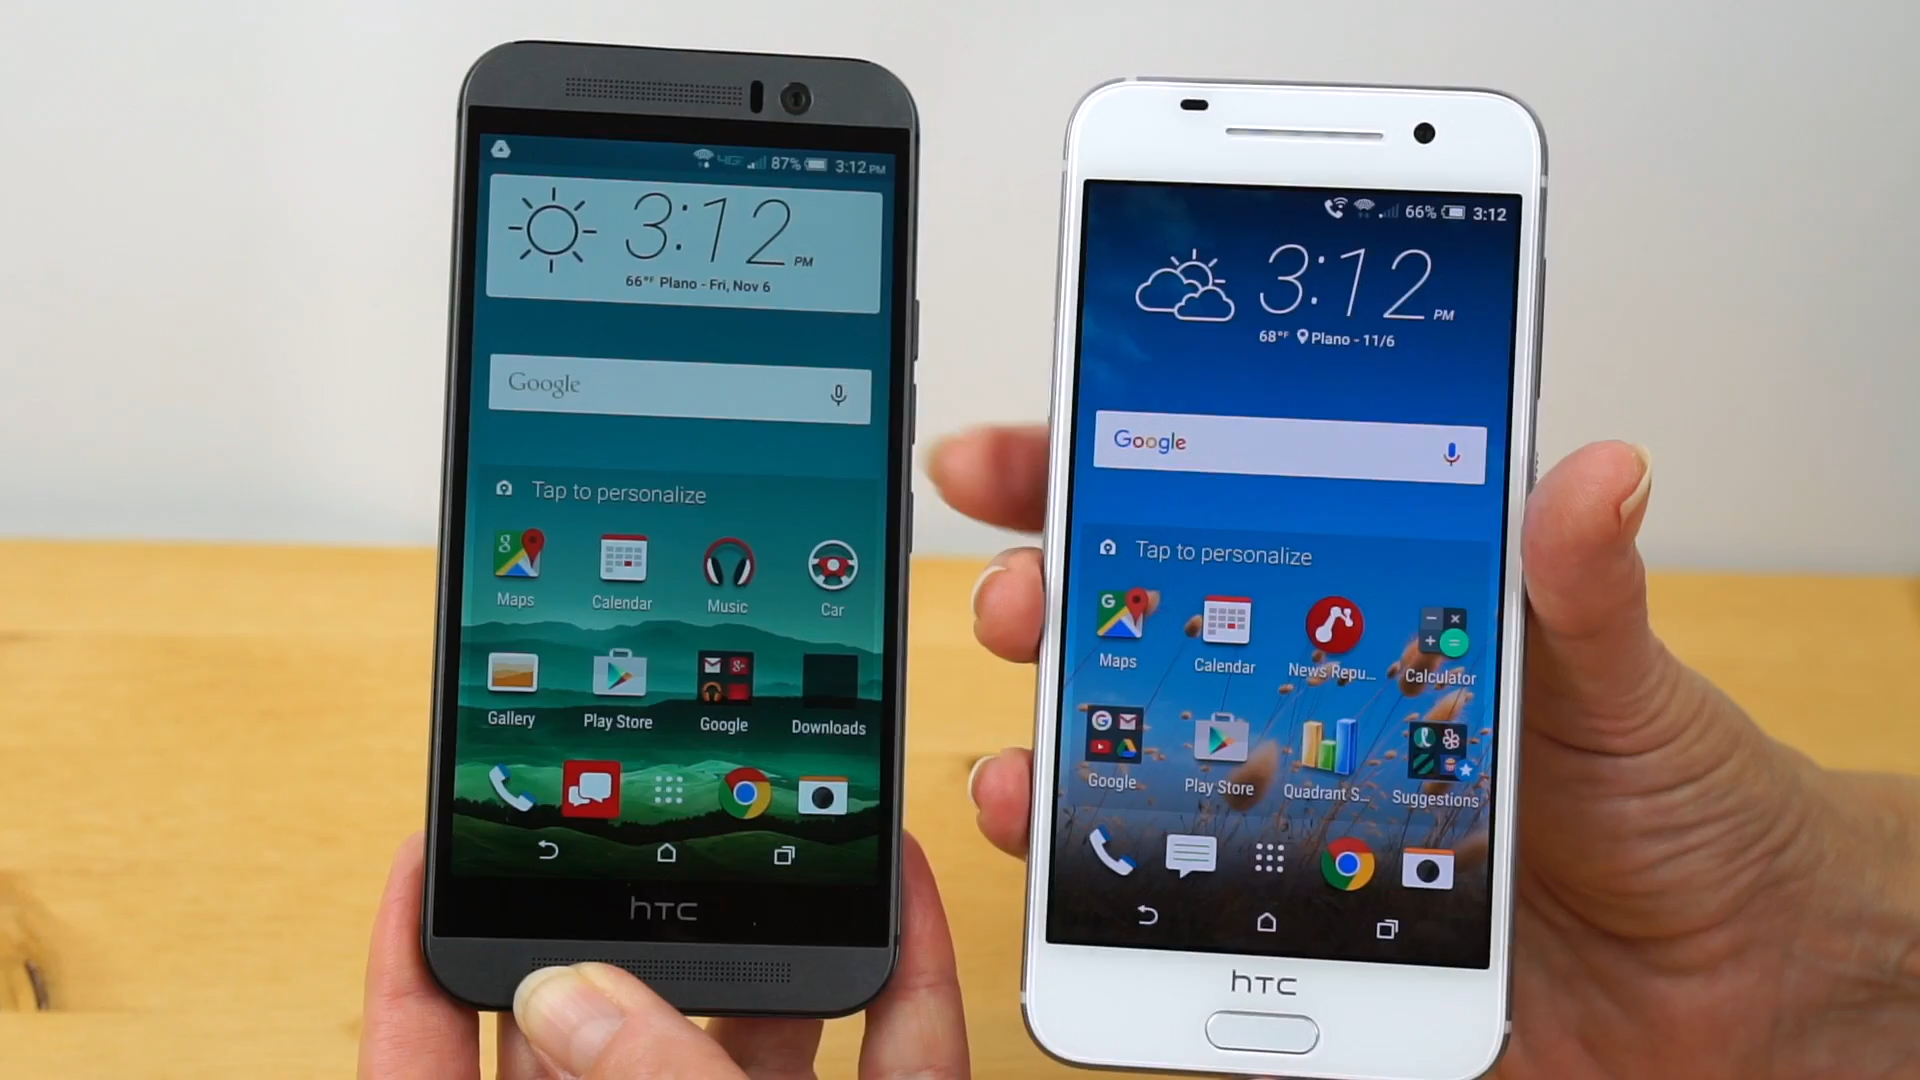 4G 87% 3:12 PM
3:12 PM
66°F Plano - Fri, Nov 6
Google
Tap to personalize
Maps Calendar Music Car
Gallery Play Store Google Downloads
hTC
66% 3:12
3:12 PM
68°F Plano - 11/6
Google
Tap to personalize
Maps Calendar News Repu... Calculator
Google Play Store Quadrant S... Suggestions
hTC